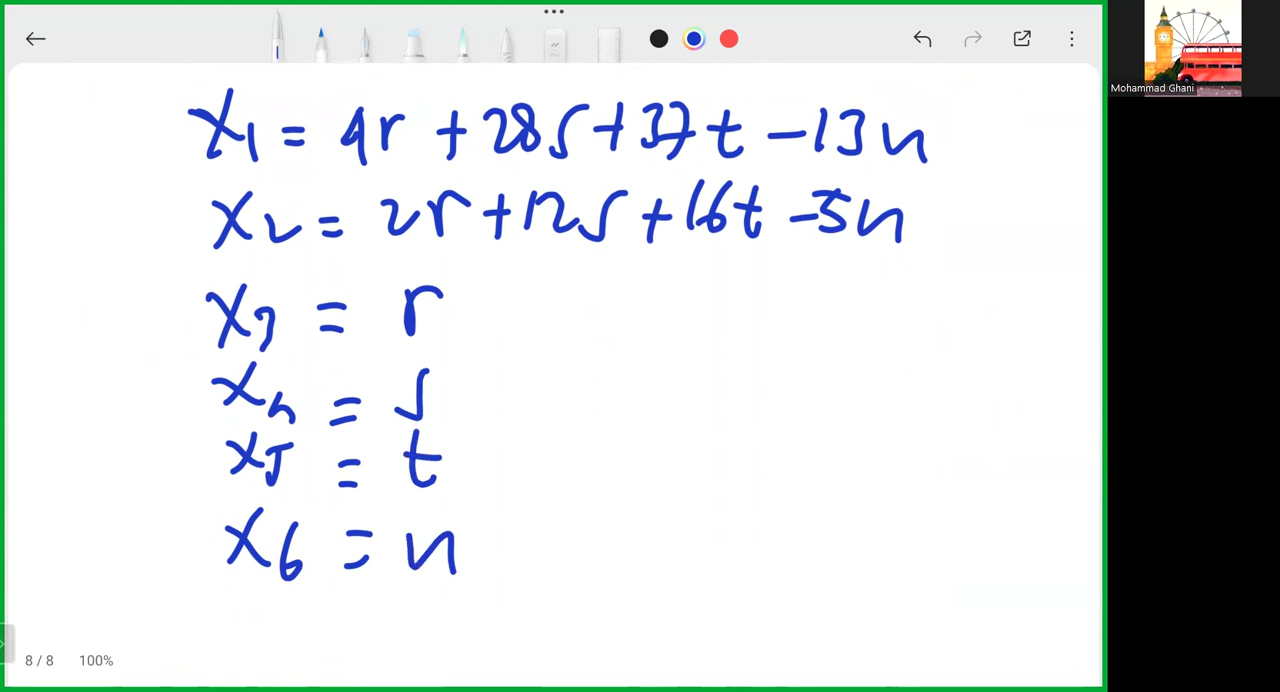 x1 = 4r + 28s + 37t - 13u
x2 = 2r + 12s + 16t - 5u
x3 = r
x4 = s
x5 = t
x6 = u
Mohammad Ghani
8 / 8 100%